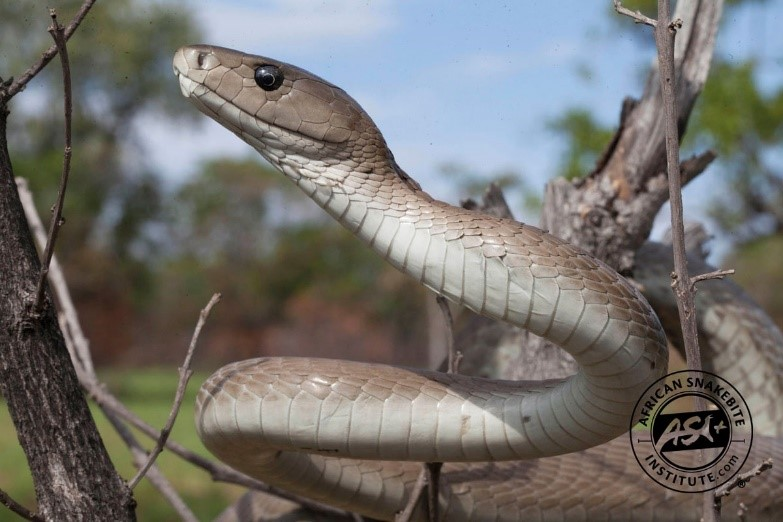 AFRICAN SNAKEBITE
ASI+
INSTITUTE.com
®